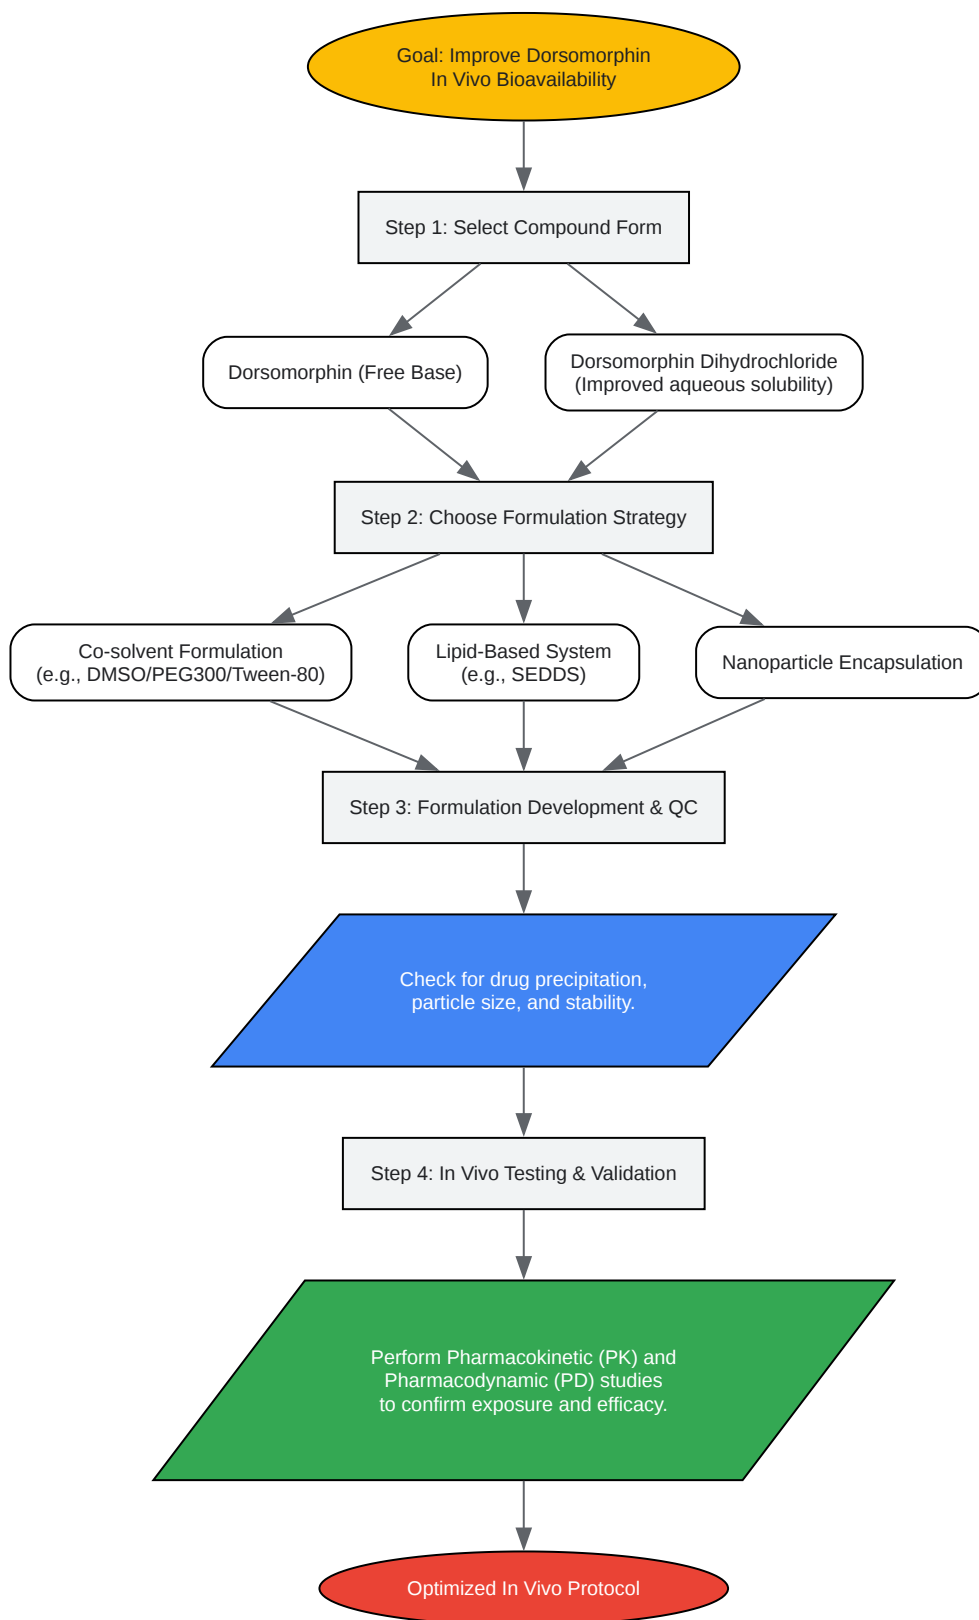 Goal: Improve Dorsomorphin
In Vivo Bioavailability
Step 1: Select Compound Form
Dorsomorphin (Free Base)
Dorsomorphin Dihydrochloride
(Improved aqueous solubility)
Step 2: Choose Formulation Strategy
Co-solvent Formulation
(e.g., DMSO/PEG300/Tween-80)
Lipid-Based System
(e.g., SEDDS)
Nanoparticle Encapsulation
Step 3: Formulation Development & QC
Check for drug precipitation,
particle size, and stability.
Step 4: In Vivo Testing & Validation
Perform Pharmacokinetic (PK) and
Pharmacodynamic (PD) studies
to confirm exposure and efficacy.
Optimized In Vivo Protocol